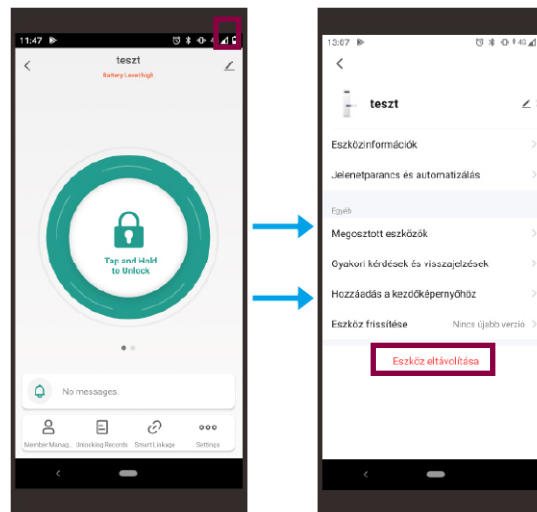 11:47
teszt
Battery Level:high
Tap and Hold
to Unlock
No messages.
Member Manag.. Unlocking Records Smart Linkage Settings
13:07 4G
teszt
Eszközinformációk
Jelenetparancs és automatizálás
Egyéb
Megosztott eszközök
Gyakori kérdések és visszajelzések
Hozzáadás a kezdőképernyőhöz
Eszköz frissítése Nincs újabb verzió
Eszköz eltávolítása